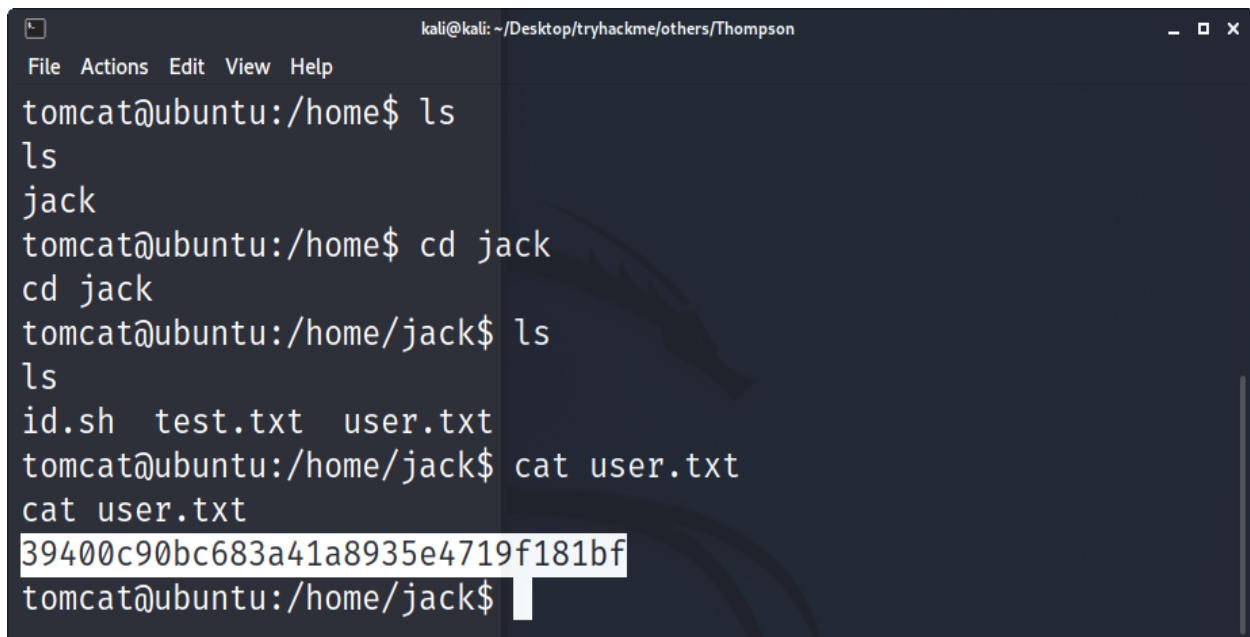 kali@kali: ~/Desktop/tryhackme/others/Thompson
File Actions Edit View Help
tomcat@ubuntu:/home$ ls
ls
jack
tomcat@ubuntu:/home$ cd jack
cd jack
tomcat@ubuntu:/home/jack$ ls
ls
id.sh  test.txt  user.txt
tomcat@ubuntu:/home/jack$ cat user.txt
cat user.txt
39400c90bc683a41a8935e4719f181bf
tomcat@ubuntu:/home/jack$